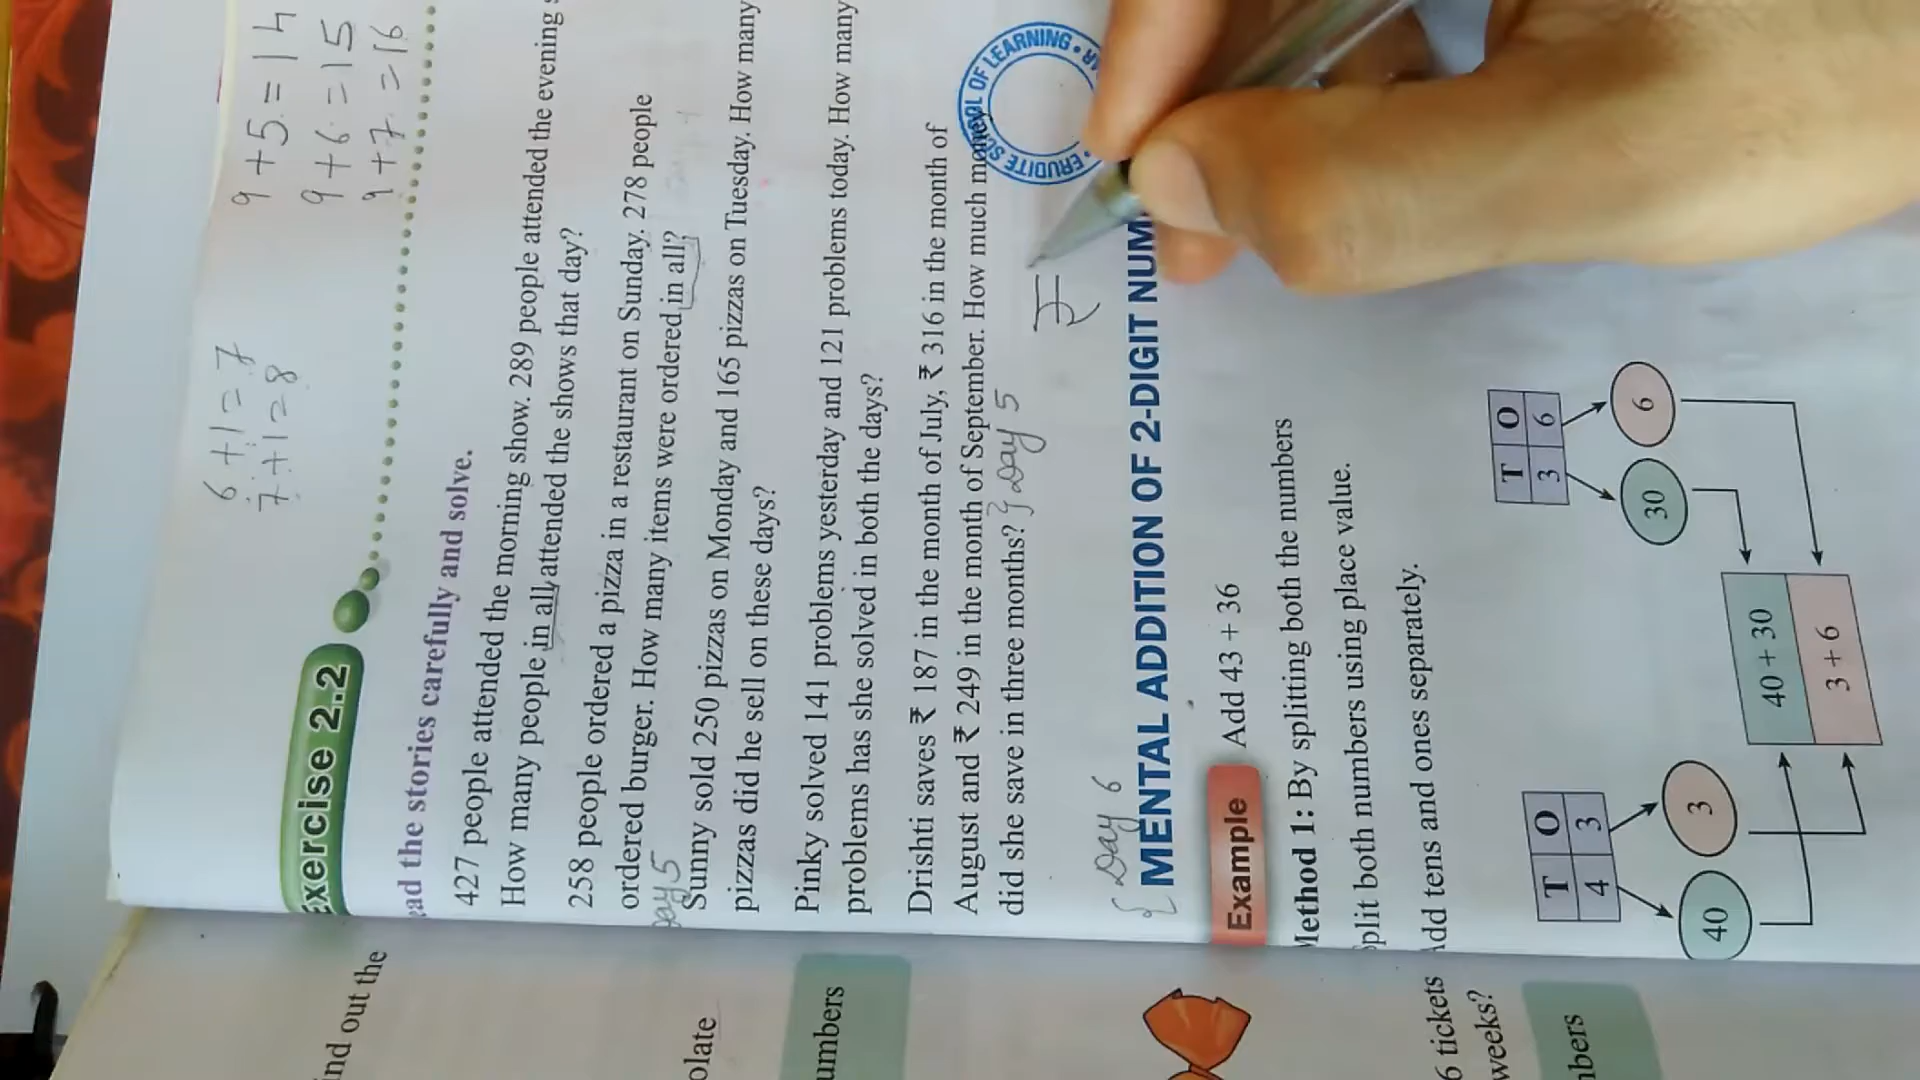 6 + 1 = 7
7 + 1 = 8
9 + 5 = 14
9 + 6 = 15
9 + 7 = 16
Exercise 2.2
ead the stories carefully and solve.
427 people attended the morning show. 289 people attended the evening
How many people in all attended the shows that day?
258 people ordered a pizza in a restaurant on Sunday. 278 people
ordered burger. How many items were ordered in all?
Day 5
Sunny sold 250 pizzas on Monday and 165 pizzas on Tuesday. How many
pizzas did he sell on these days?
Pinky solved 141 problems yesterday and 121 problems today. How many
problems has she solved in both the days?
Drishti saves ₹ 187 in the month of July, ₹ 316 in the month of
August and ₹ 249 in the month of September. How much money
did she save in three months? } Day 5
₹
ERUDITE SCHOOL OF LEARNING
{ Day 6
MENTAL ADDITION OF 2-DIGIT NUM
Example Add 43 + 36
Method 1: By splitting both the numbers
Split both numbers using place value.
Add tens and ones separately.
T O T O
4 3 3 6
40 3 30 6
40 + 30
3 + 6
ind out the
olate
umbers
6 tickets
weeks?
nbers